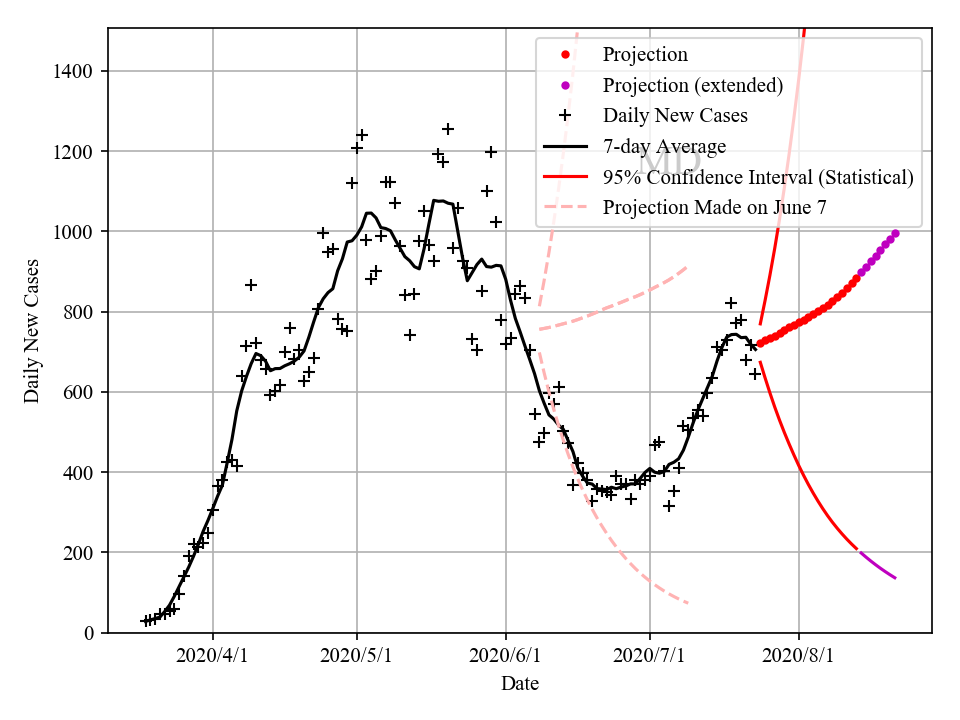 1400
1200
1000
800
600
400
200
0
Daily New Cases
MD
Projection
Projection (extended)
Daily New Cases
7-day Average
95% Confidence Interval (Statistical)
Projection Made on June 7
2020/4/1 2020/5/1 2020/6/1 2020/7/1 2020/8/1
Date